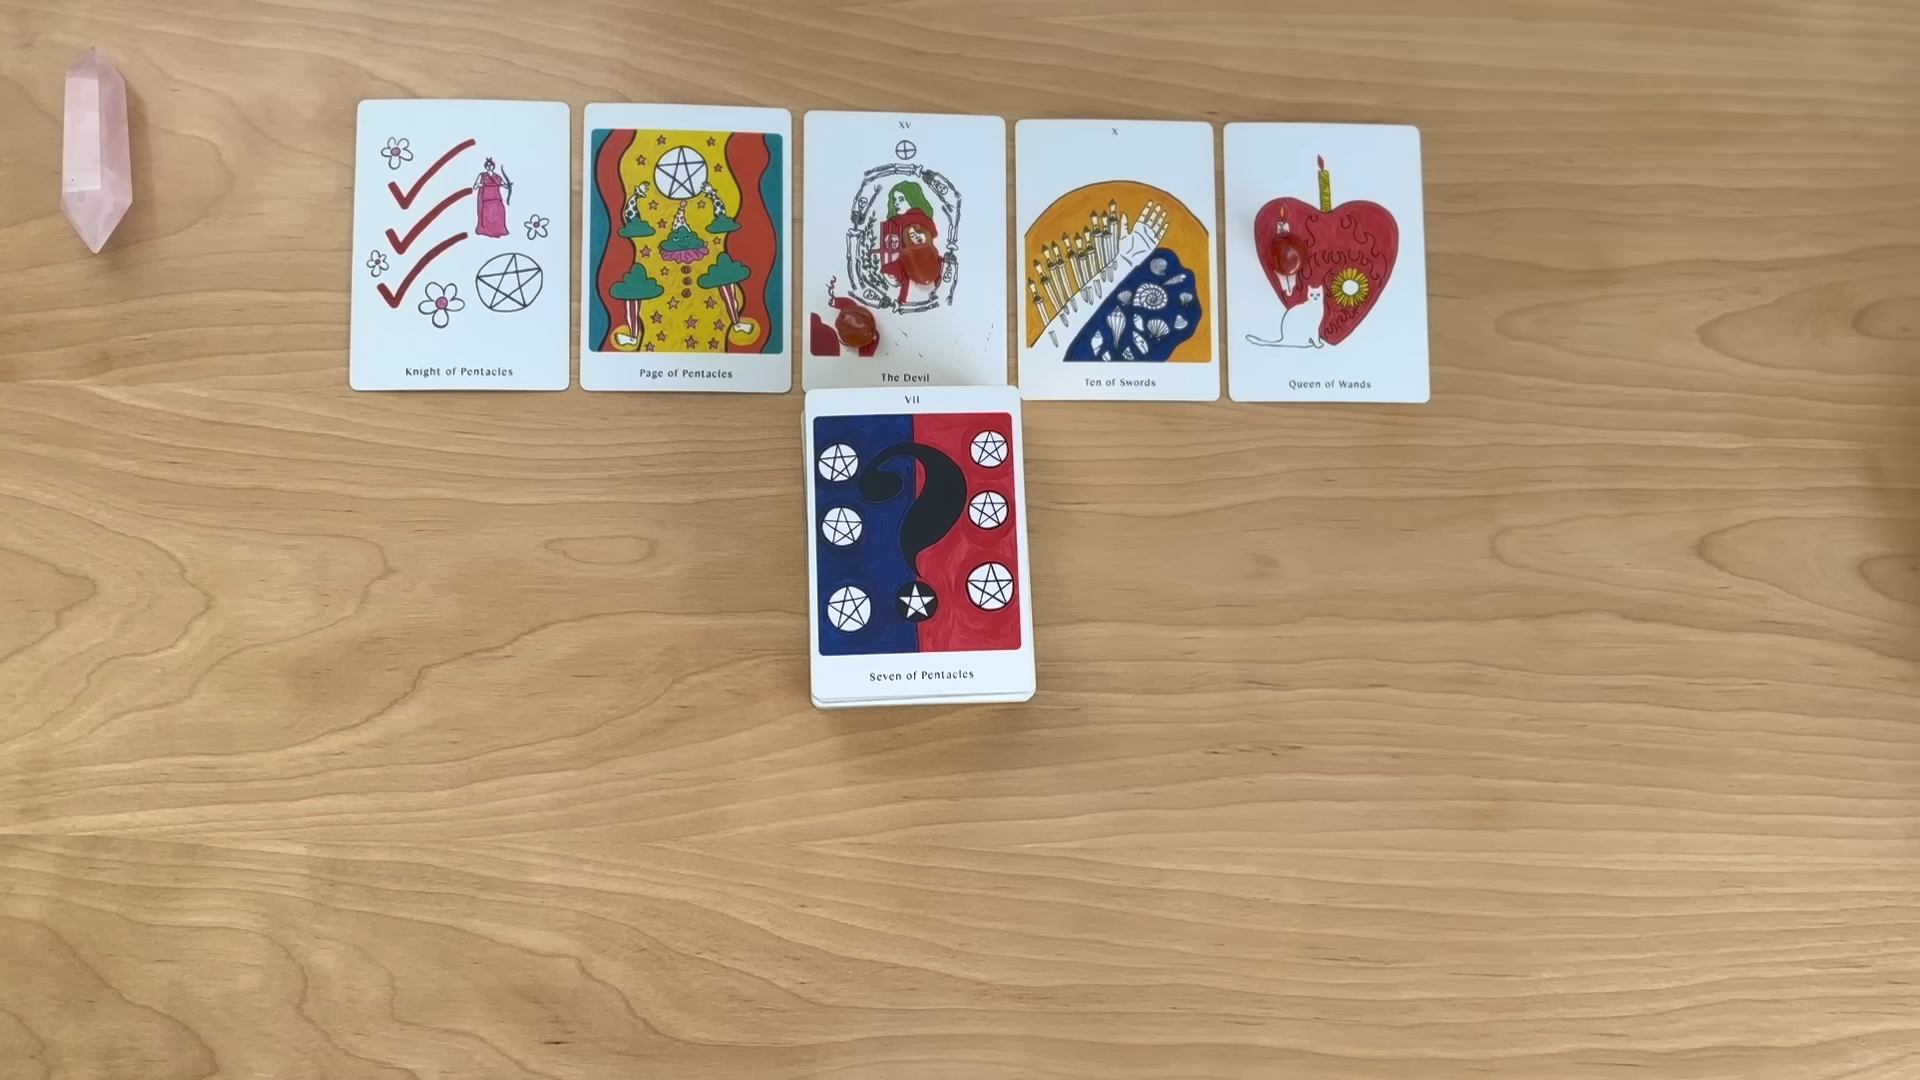 Knight of Pentacles
Page of Pentacles
XV
The Devil
X
Ten of Swords
Queen of Wands
VII
Seven of Pentacles